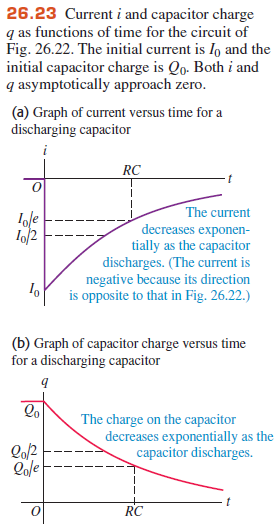 26.23 Current i and capacitor charge
q as functions of time for the circuit of
Fig. 26.22. The initial current is I₀ and the
initial capacitor charge is Q₀. Both i and
q asymptotically approach zero.
(a) Graph of current versus time for a
discharging capacitor
i
RC
t
O
I₀/e
I₀/2
I₀
The current
decreases exponen-
tially as the capacitor
discharges. (The current is
negative because its direction
is opposite to that in Fig. 26.22.)
(b) Graph of capacitor charge versus time
for a discharging capacitor
q
Q₀
The charge on the capacitor
decreases exponentially as the
capacitor discharges.
Q₀/2
Q₀/e
O
RC
t